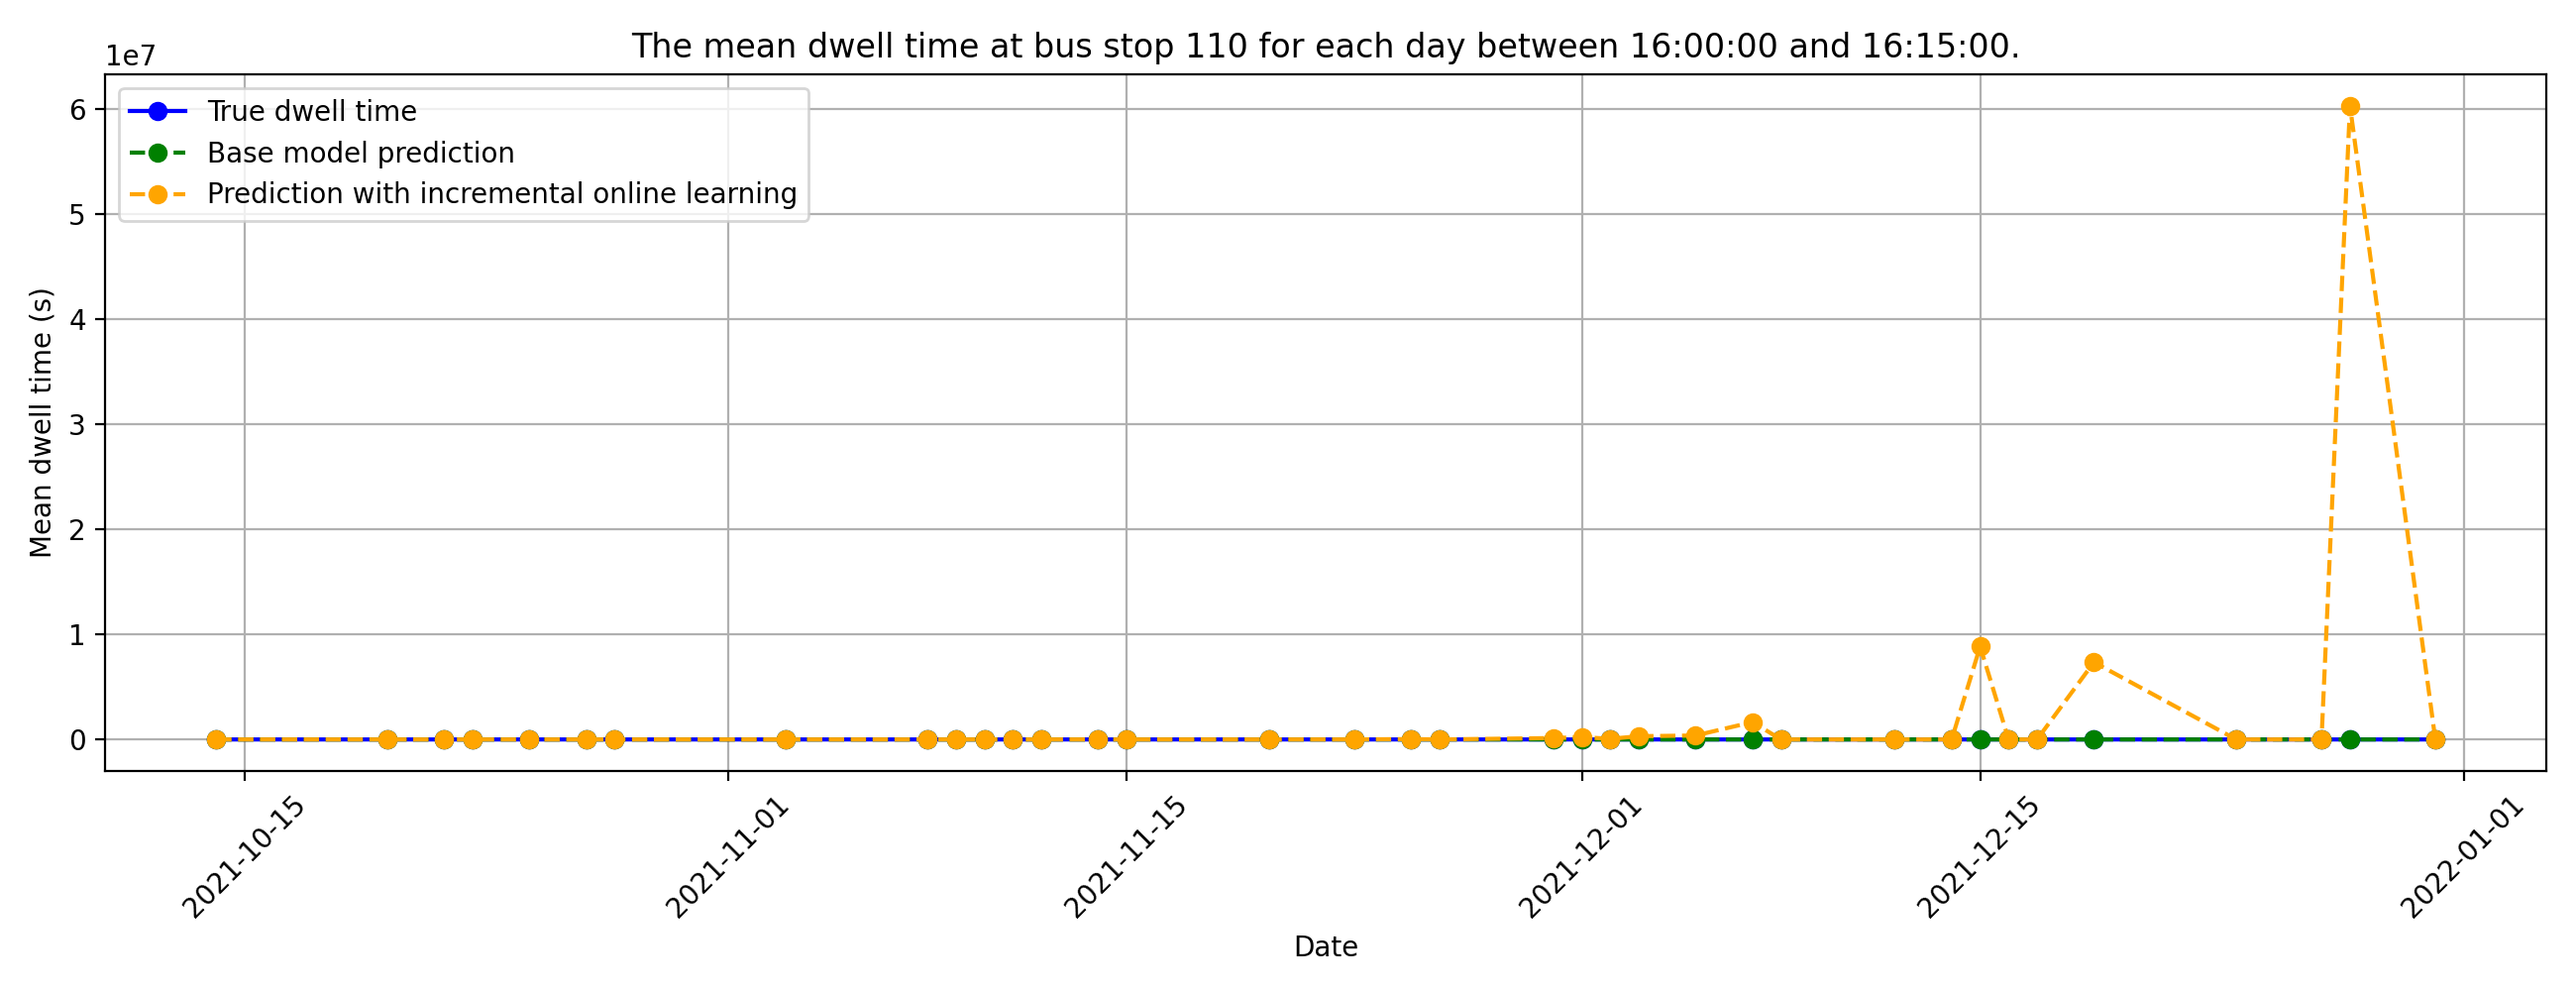 The mean dwell time at bus stop 110 for each day between 16:00:00 and 16:15:00.
1e7
True dwell time
Base model prediction
Prediction with incremental online learning
Mean dwell time (s)
6
5
4
3
2
1
0
2021-10-15
2021-11-01
2021-11-15
2021-12-01
2021-12-15
2022-01-01
Date